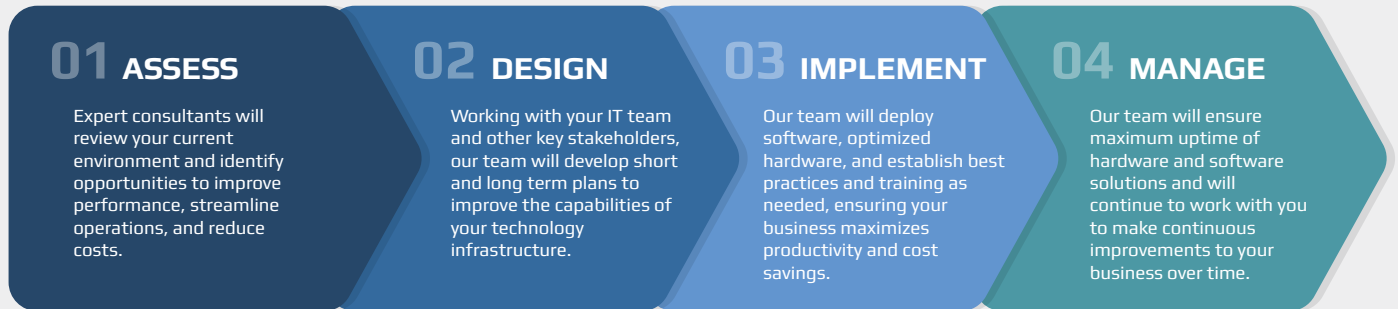 01 ASSESS
Expert consultants will
review your current
environment and identify
opportunities to improve
performance, streamline
operations, and reduce
costs.
02 DESIGN
Working with your IT team
and other key stakeholders,
our team will develop short
and long term plans to
improve the capabilities of
your technology
infrastructure.
03 IMPLEMENT
Our team will deploy
software, optimized
hardware, and establish best
practices and training as
needed, ensuring your
business maximizes
productivity and cost
savings.
04 MANAGE
Our team will ensure
maximum uptime of
hardware and software
solutions and will
continue to work with you
to make continuous
improvements to your
business over time.